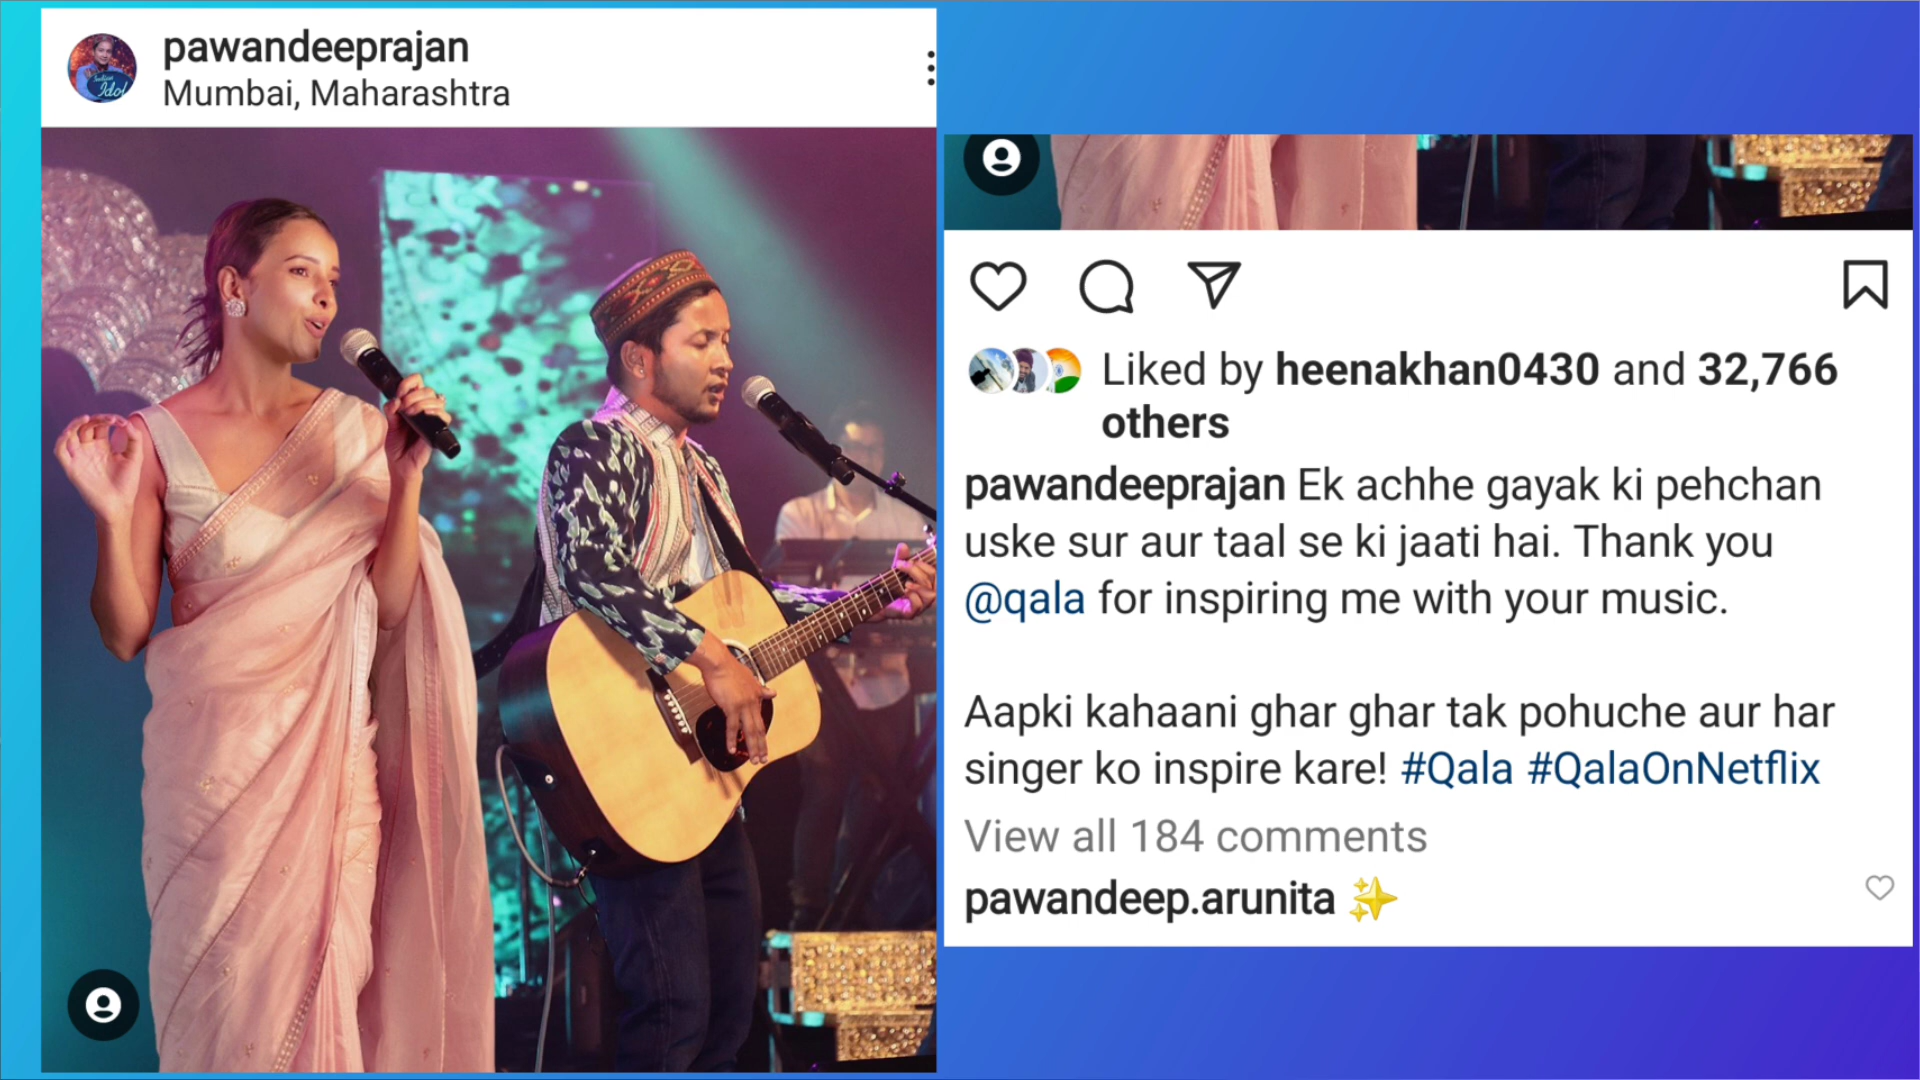 pawandeeprajan
Mumbai, Maharashtra
Indian
Idol
Liked by heenakhan0430 and 32,766
others
pawandeeprajan Ek achhe gayak ki pehchan
uske sur aur taal se ki jaati hai. Thank you
@qala for inspiring me with your music.
Aapki kahaani ghar ghar tak pohuche aur har
singer ko inspire kare! #Qala #QalaOnNetflix
View all 184 comments
pawandeep.arunita ✨